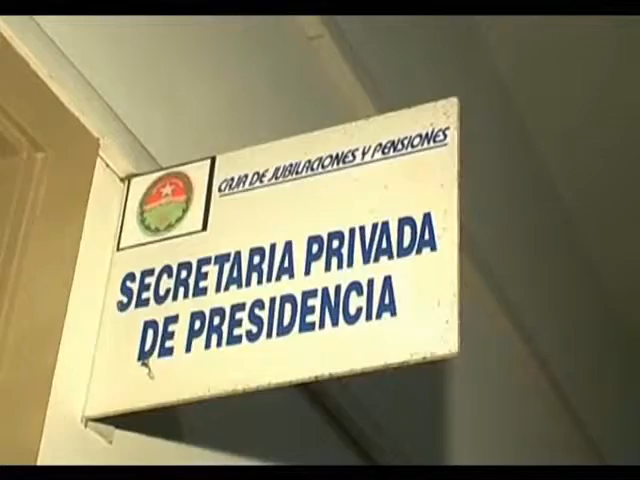 CAJA DE JUBILACIONES Y PENSIONES
SECRETARIA PRIVADA
DE PRESIDENCIA